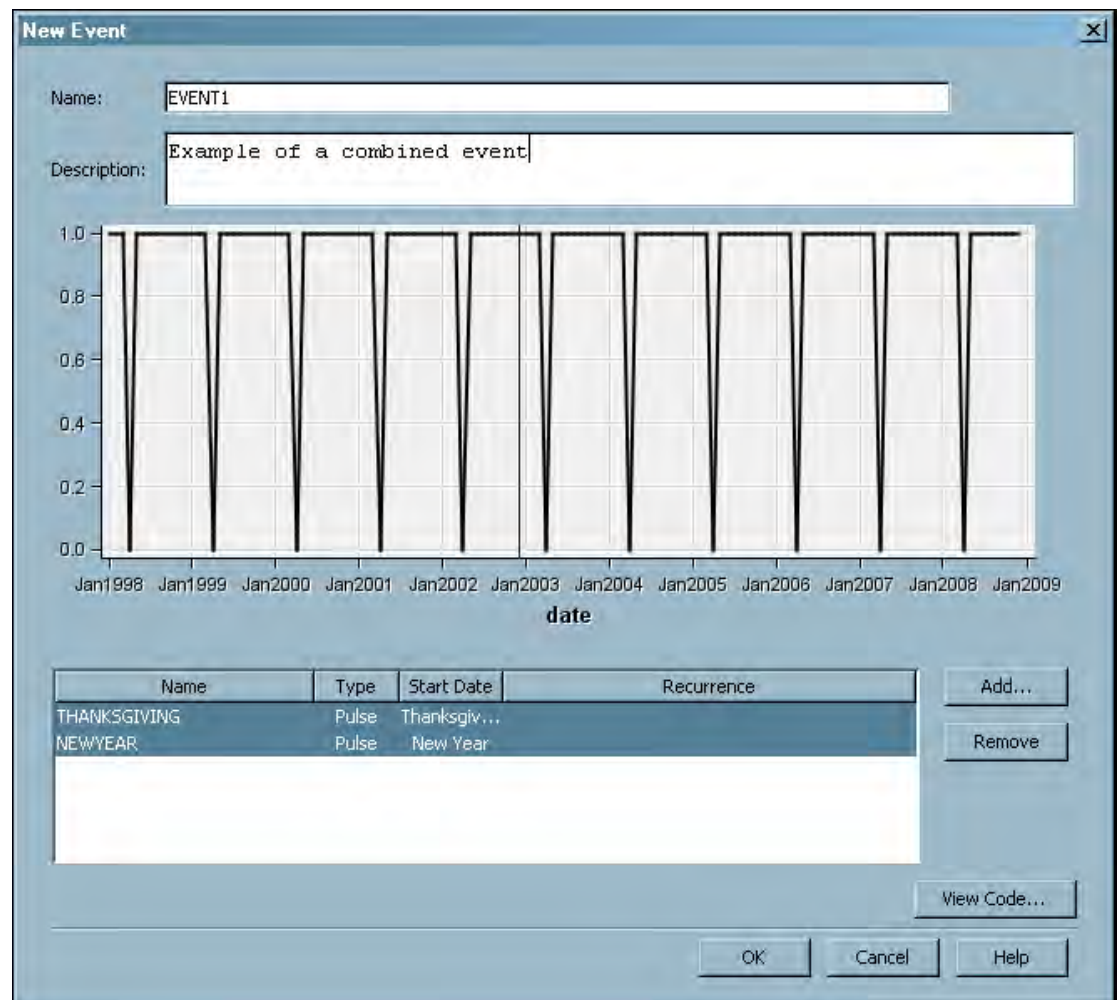 New Event
Name: EVENT1
Description: Example of a combined event
1.0
0.8
0.6
0.4
0.2
0.0
Jan1998 Jan1999 Jan2000 Jan2001 Jan2002 Jan2003 Jan2004 Jan2005 Jan2006 Jan2007 Jan2008 Jan2009
date
Name Type Start Date Recurrence Add...
THANKSGIVING Pulse Thanksgiv...
NEWYEAR Pulse New Year Remove
View Code...
OK Cancel Help